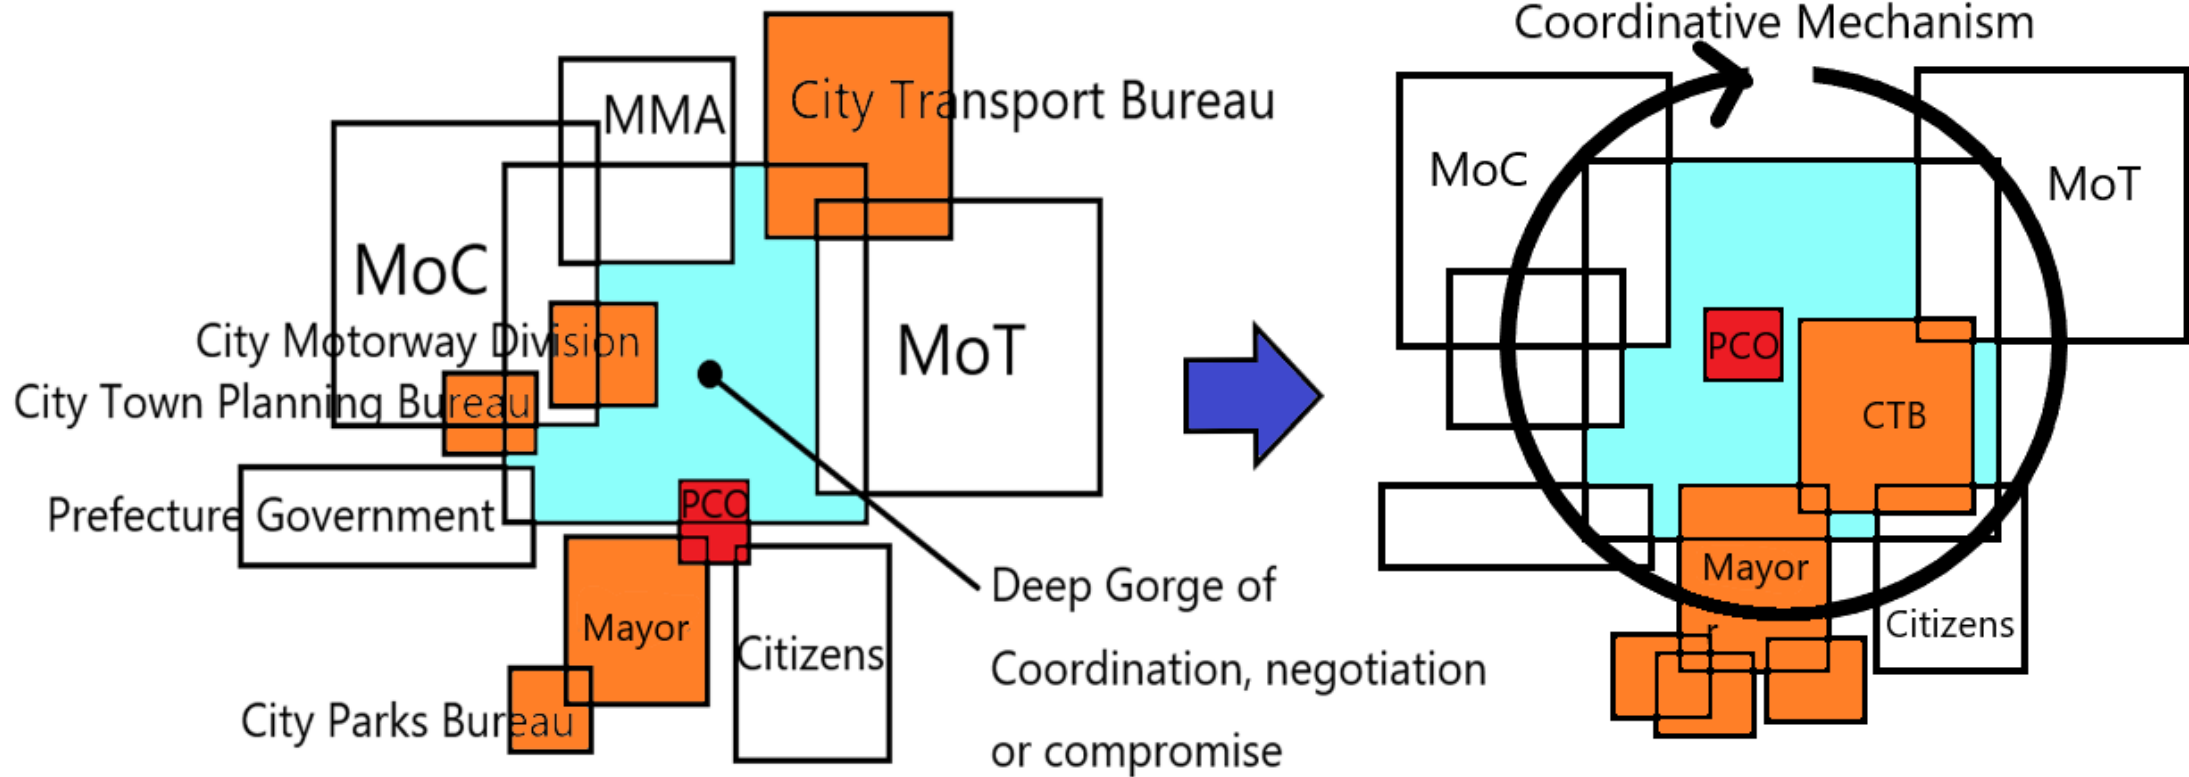 Coordinative Mechanism
MMA
City Transport Bureau
MoC
MoT
City Motorway Division
City Town Planning Bureau
Prefecture Government
PCO
Mayor
Citizens
City Parks Bureau
Deep Gorge of
Coordination, negotiation
or compromise
MoC
MoT
PCO
CTB
Mayor
r
Citizens